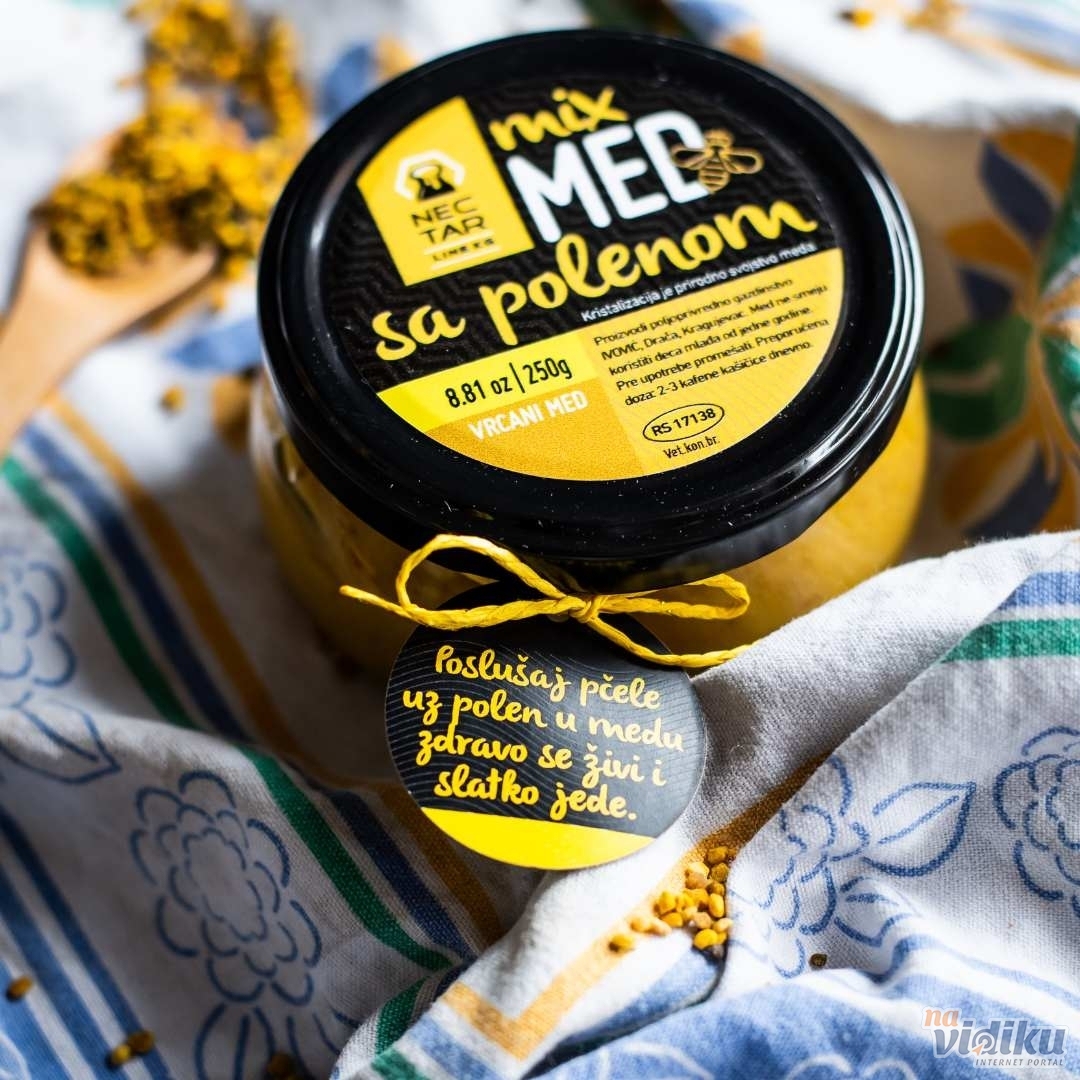 mix
MED
sa polenom
NEC
TAR
Kristalizacija je prirodno svojstvo meda
8.81 oz | 250g
VRCANI MED
Proizvodi poljoprivredno gazdinstvo
IVOVIĆ, Drača, Kragujevac. Med ne smeju
koristiti deca mlađa od jedne godine.
Pre upotrebe promešati. Preporučena
doza: 2-3 kafene kašičice dnevno.
RS 17138
Vet.kon.br.
Poslušaj pčele
uz polen u medu
zdravo se živi i
slatko jede.
na
vidiku
INTERNET PORTAL